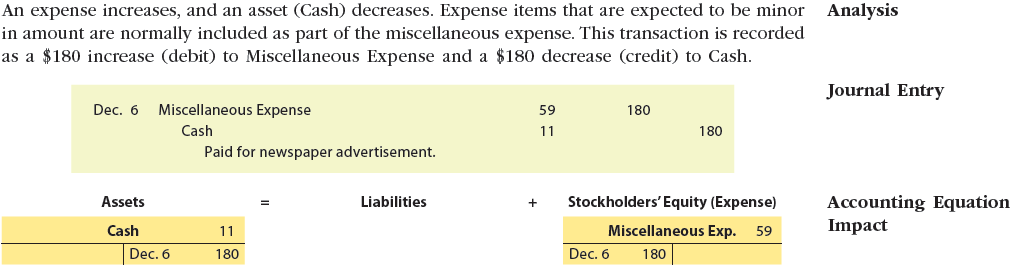 An expense increases, and an asset (Cash) decreases. Expense items that are expected to be minor
in amount are normally included as part of the miscellaneous expense. This transaction is recorded
as a $180 increase (debit) to Miscellaneous Expense and a $180 decrease (credit) to Cash.
Analysis
Journal Entry
Dec. 6 Miscellaneous Expense 59 180
Cash 11 180
Paid for newspaper advertisement.
Assets = Liabilities + Stockholders' Equity (Expense)
Accounting Equation
Impact
Cash 11 Miscellaneous Exp. 59
Dec. 6 180 Dec. 6 180